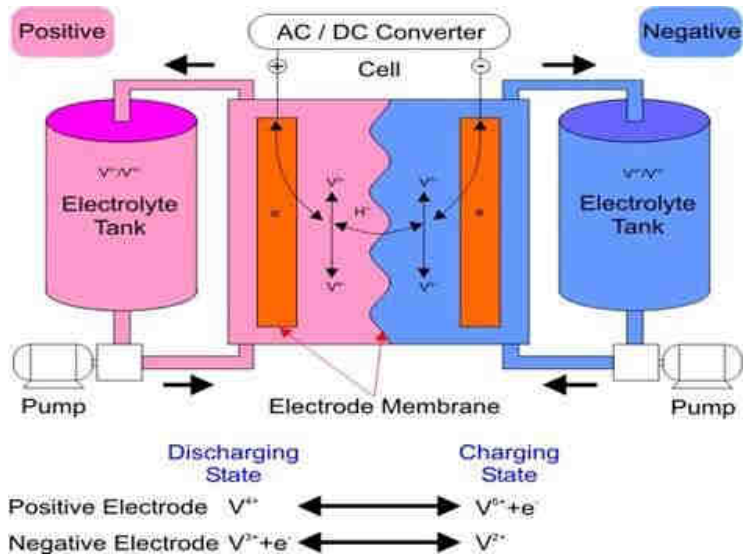 Positive
AC / DC Converter
Negative
+
-
Cell
Electrolyte
Tank
H⁺
e
e
Electrolyte
Tank
Pump
Electrode Membrane
Pump
Discharging
State
Charging
State
Positive Electrode V⁴⁺ V⁵⁺+e⁻
Negative Electrode V³⁺+e⁻ V²⁺